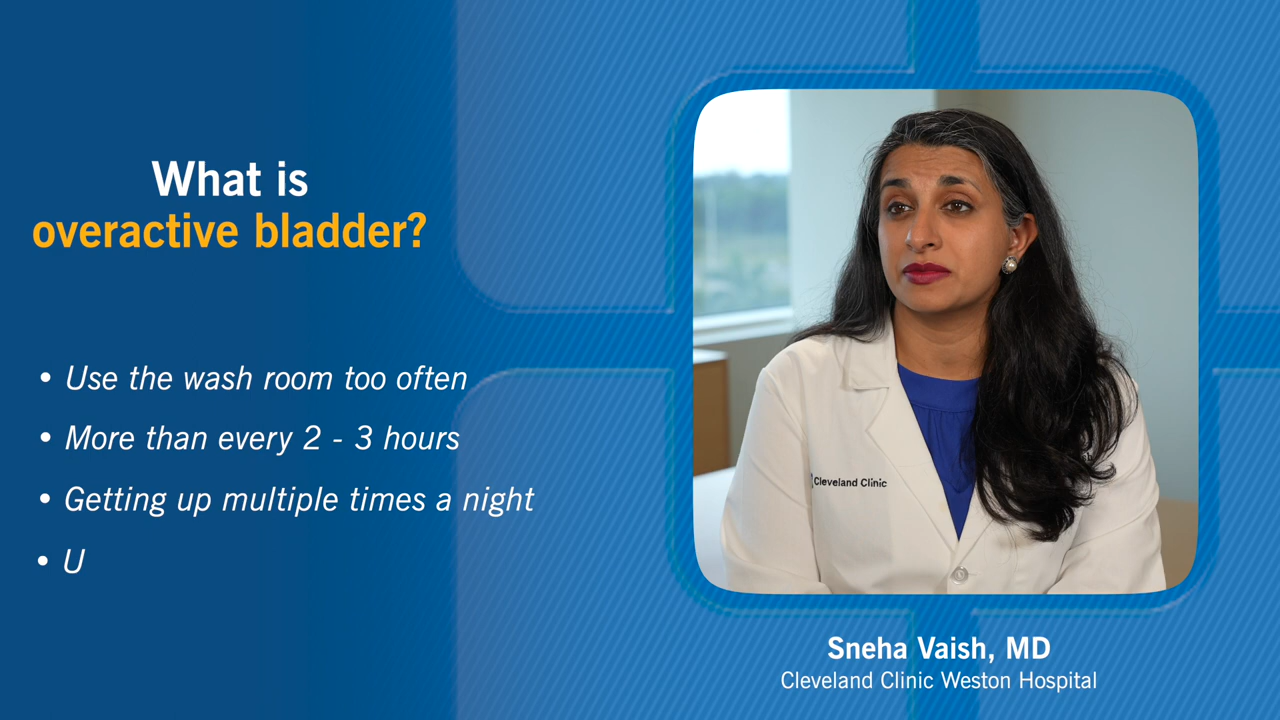 What is
overactive bladder?
• Use the wash room too often
• More than every 2 - 3 hours
• Getting up multiple times a night
• U
Cleveland Clinic
Sneha Vaish, MD
Cleveland Clinic Weston Hospital